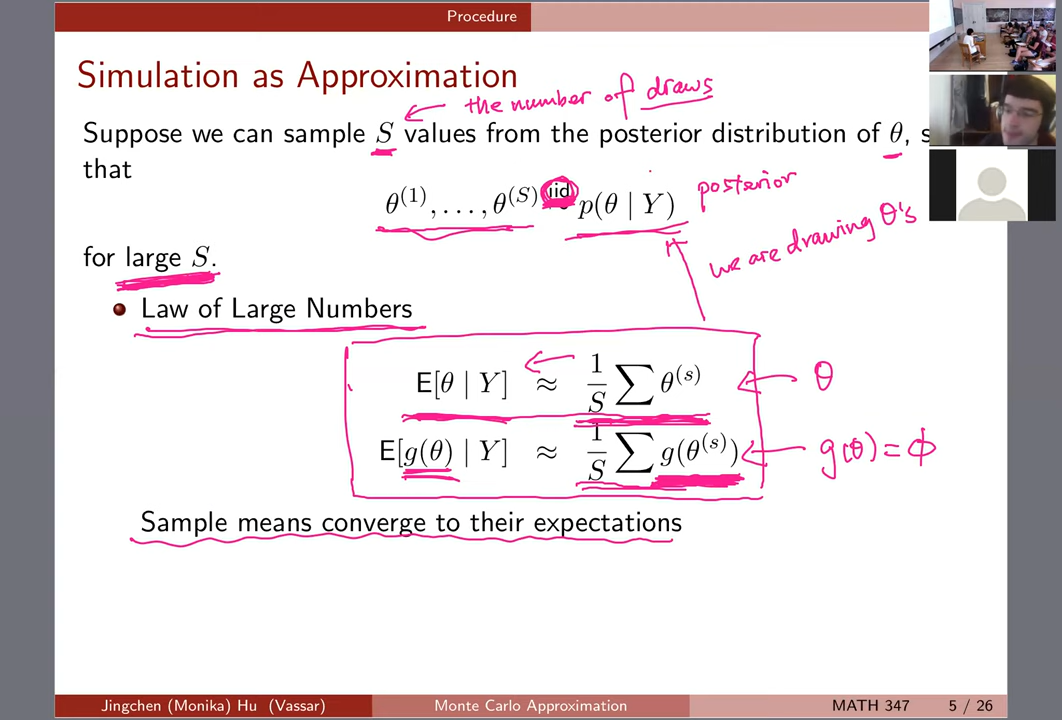 Procedure
Simulation as Approximation
the number of draws
Suppose we can sample S values from the posterior distribution of θ, s
that
θ^(1), . . . , θ^(S) iid p(θ | Y)
posterior
we are drawing θ's
for large S.
Law of Large Numbers
E[θ | Y] ≈ 1/S ∑ θ^(s)
θ
E[g(θ) | Y] ≈ 1/S ∑ g(θ^(s))
g(θ) = ϕ
Sample means converge to their expectations
Jingchen (Monika) Hu (Vassar)
Monte Carlo Approximation
MATH 347
5 / 26